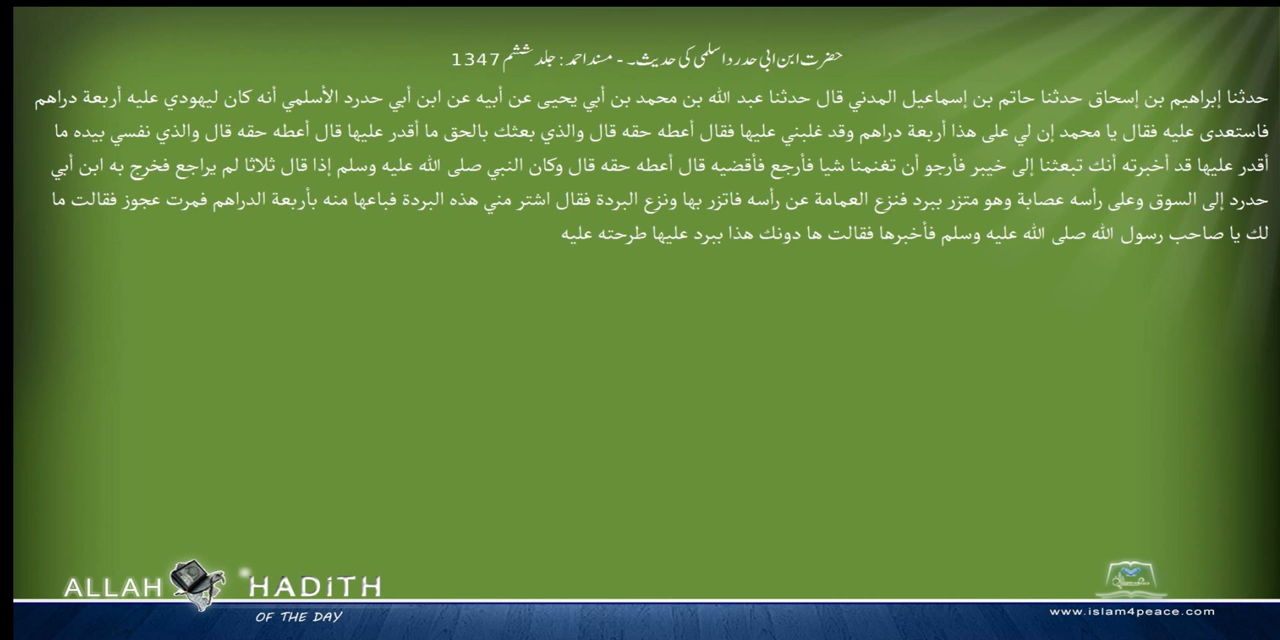 حضرت ابن ابی حدرد اسلمی کی حدیث۔ - مسند احمد : جلد ششم 1347
حدثنا إبراهيم بن إسحاق حدثنا حاتم بن إسماعيل المدني قال حدثنا عبد الله بن محمد بن أبي يحيى عن أبيه عن ابن أبي حدرد الأسلمي أنه كان ليهودي عليه أربعة دراهم
فاستعدى عليه فقال يا محمد إن لي على هذا أربعة دراهم وقد غلبني عليها فقال أعطه حقه قال والذي بعثك بالحق ما أقدر عليها قال أعطه حقه قال والذي نفسي بيده ما
أقدر عليها قد أخبرته أنك تبعثنا إلى خيبر فأرجو أن تغنمنا شيا فأرجع فأقضيه قال أعطه حقه قال وكان النبي صلى الله عليه وسلم إذا قال ثلاثا لم يراجع فخرج به ابن أبي
حدرد إلى السوق وعلى رأسه عصابة وهو متزر ببرد فنزع العمامة عن رأسه فاتزر بها ونزع البردة فقال اشتر مني هذه البردة فباعها منه بأربعة الدراهم فمرت عجوز فقالت ما
لك يا صاحب رسول الله صلى الله عليه وسلم فأخبرها فقالت ها دونك هذا ببرد عليها طرحته عليه
ALLAH HADITH
OF THE DAY
www.islam4peace.com